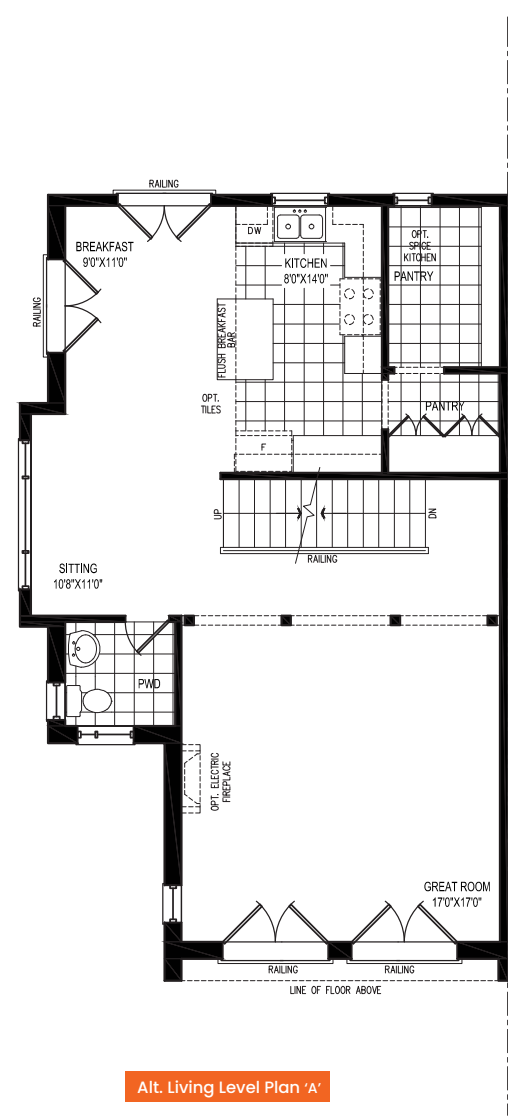 RAILING
BREAKFAST
9'0"X11'0"
RAILING
DW
KITCHEN
8'0"X14'0"
OPT.
SPICE
KITCHEN
PANTRY
FLUSH BREAKFAST
BAR
OPT.
TILES
PANTRY
F
UP
DN
RAILING
SITTING
10'8"X11'0"
PWD
OPT. ELECTRIC
FIREPLACE
GREAT ROOM
17'0"X17'0"
RAILING
RAILING
LINE OF FLOOR ABOVE
Alt. Living Level Plan ‘A’